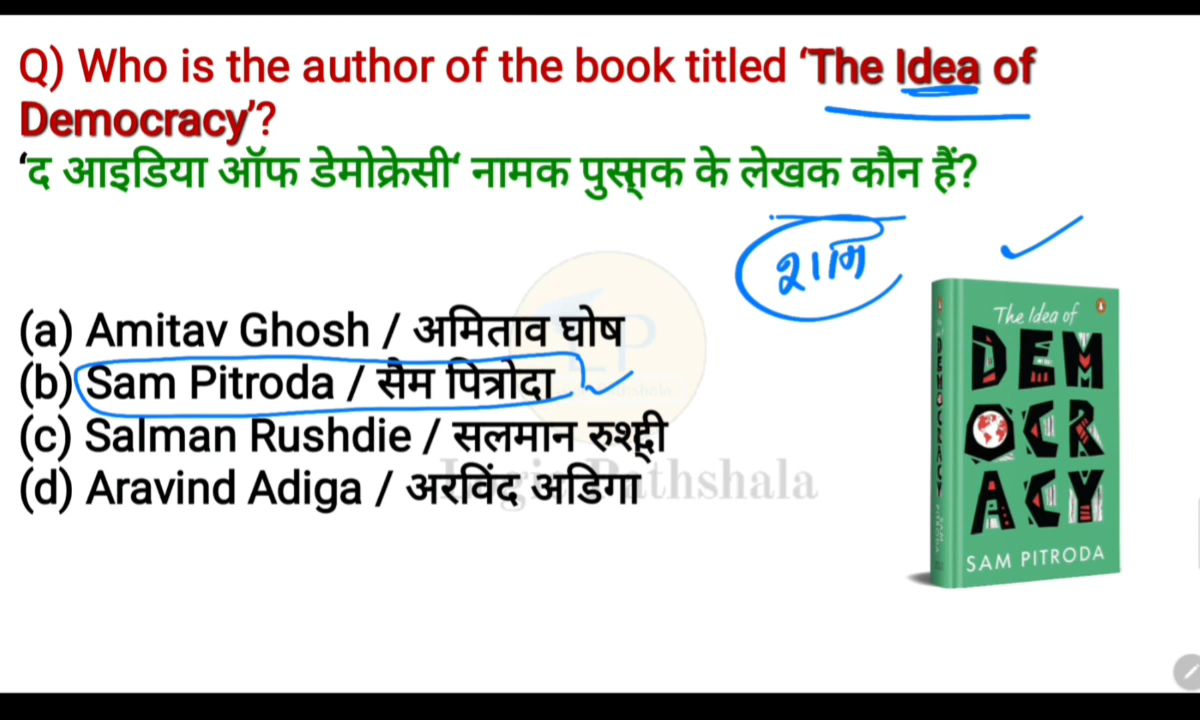 Q) Who is the author of the book titled ‘The Idea of
Democracy’?
‘द आइडिया ऑफ डेमोक्रेसी‘ नामक पुस्तक के लेखक कौन हैं?
(a) Amitav Ghosh / अमिताव घोष
(b) Sam Pitroda / सैम पित्रोदा
(c) Salman Rushdie / सलमान रुश्द्दी
(d) Aravind Adiga / अरविंद अडिगा
Pathshala
The Idea of
DEM
OCR
ACY
SAM PITRODA